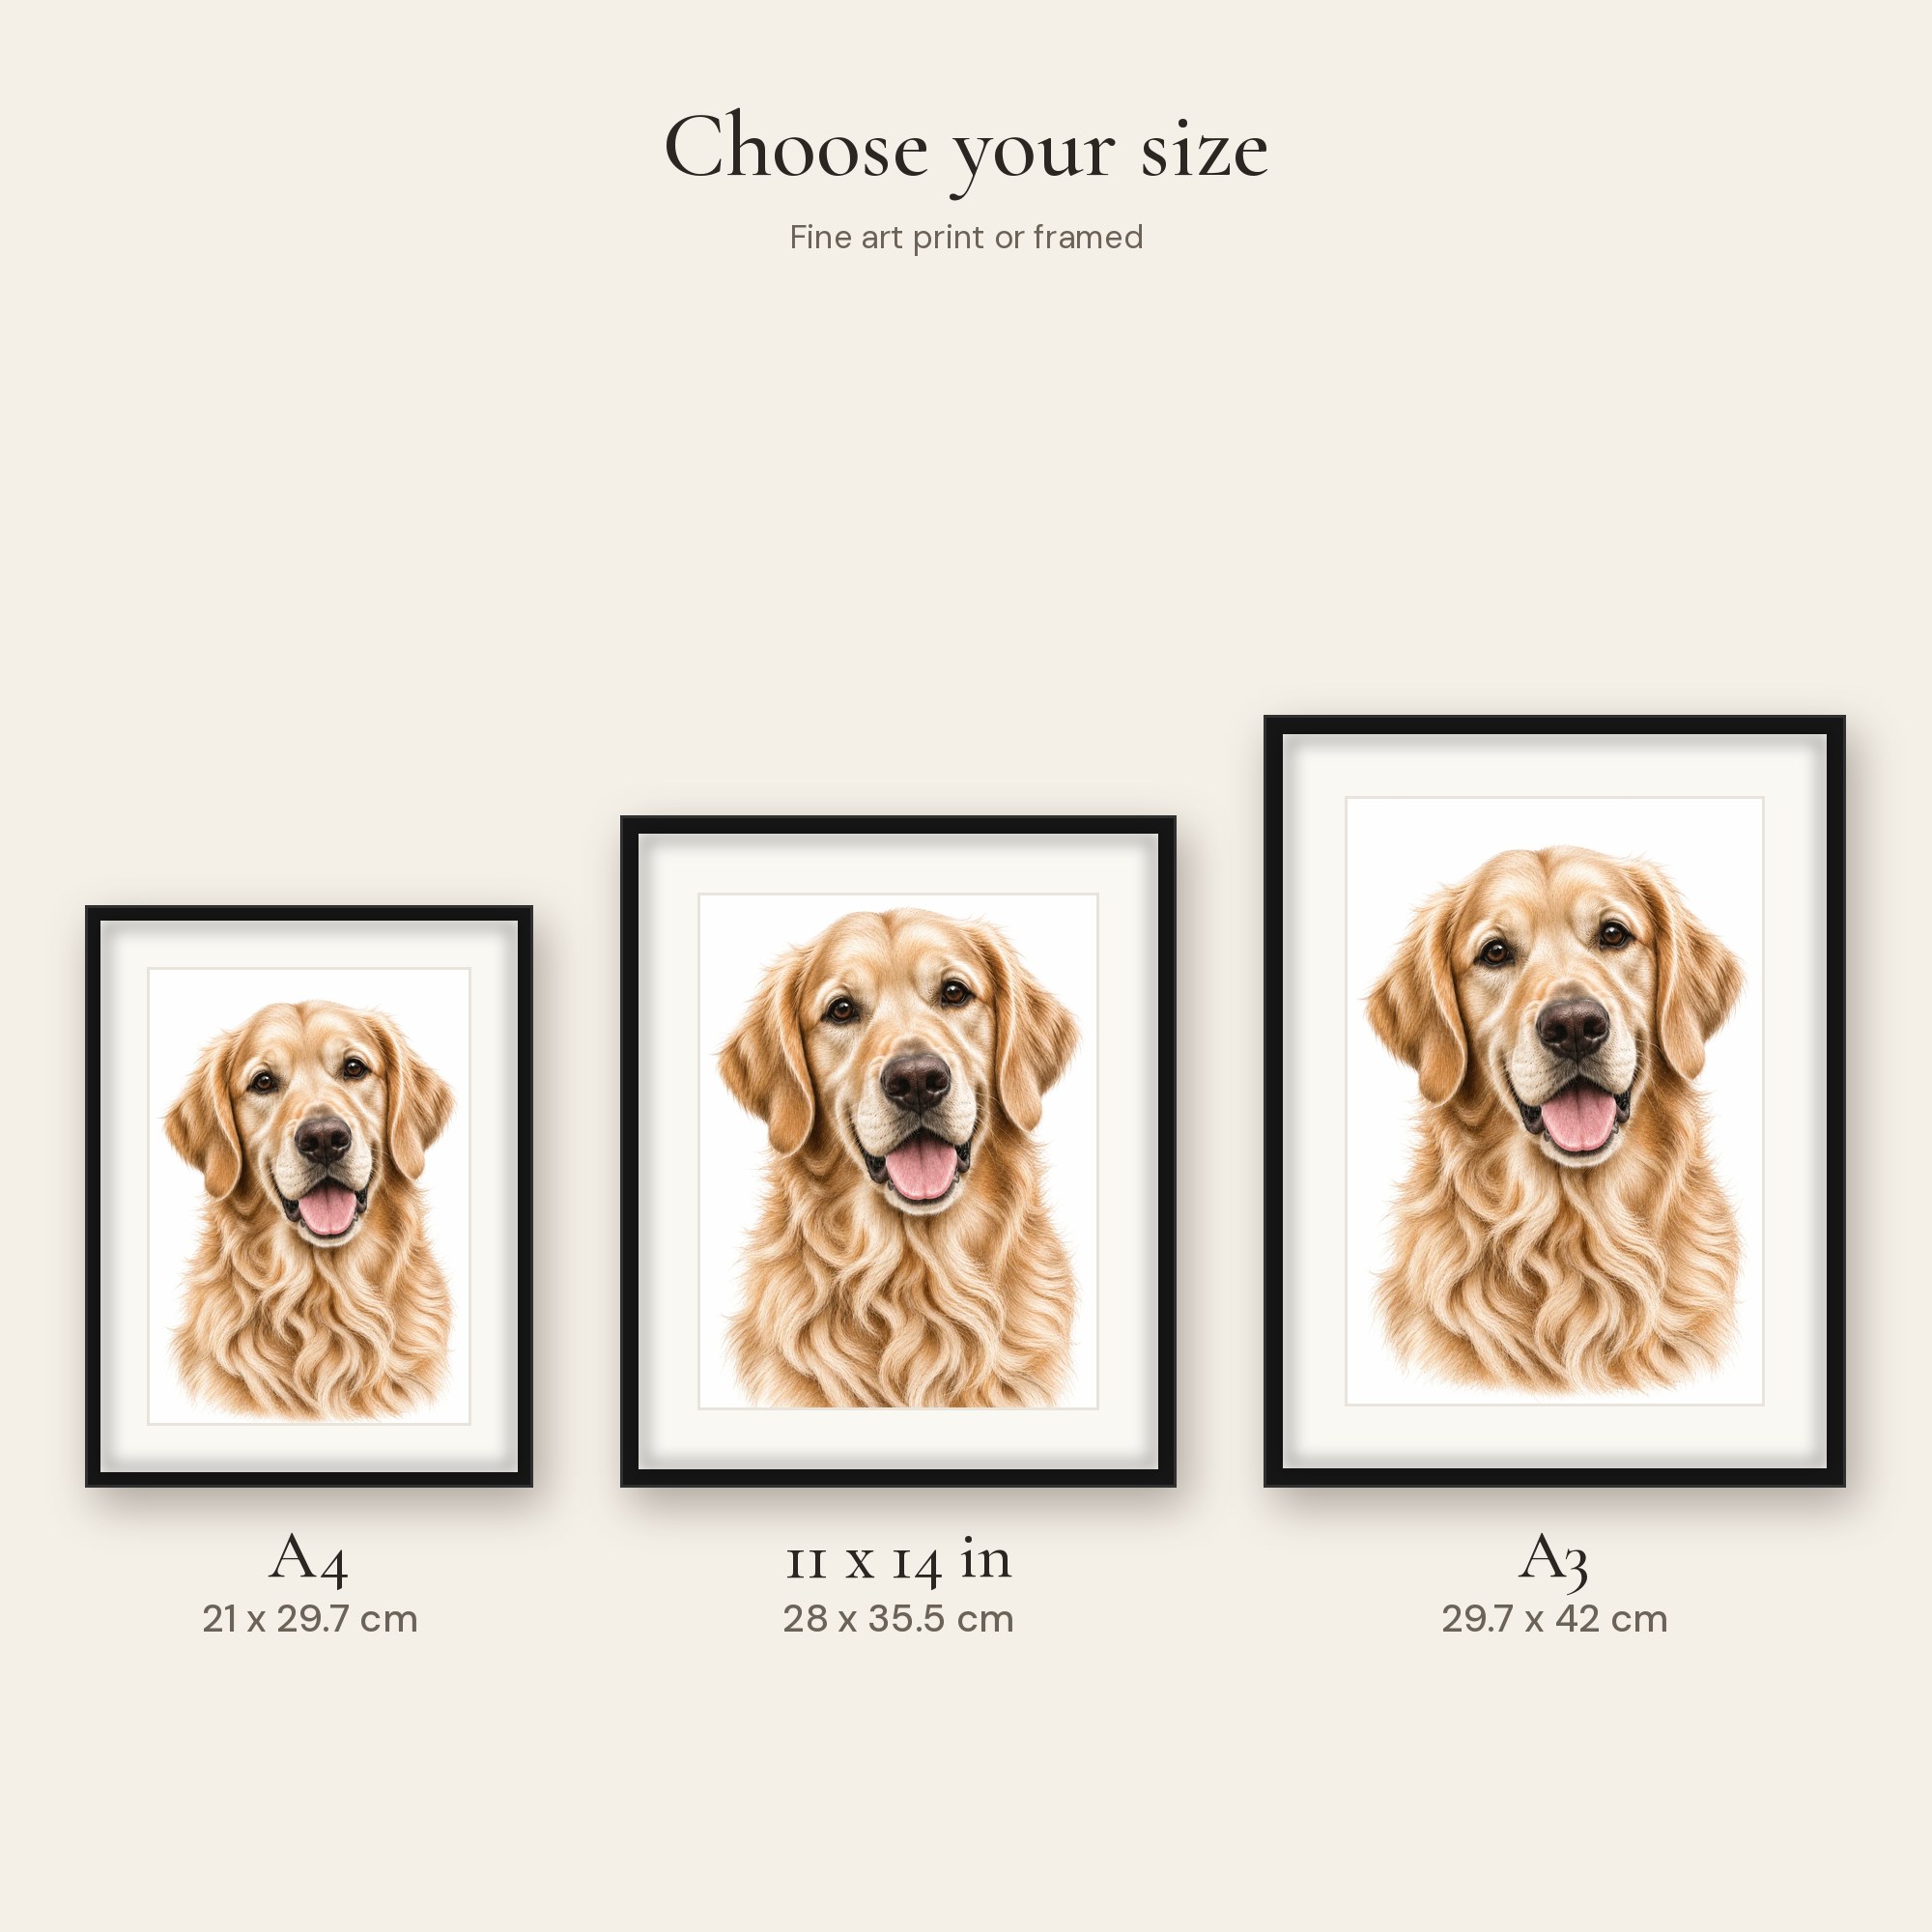 Choose your size
Fine art print or framed
A4
11 x 14 in
A3
21 x 29.7 cm
28 x 35.5 cm
29.7 x 42 cm